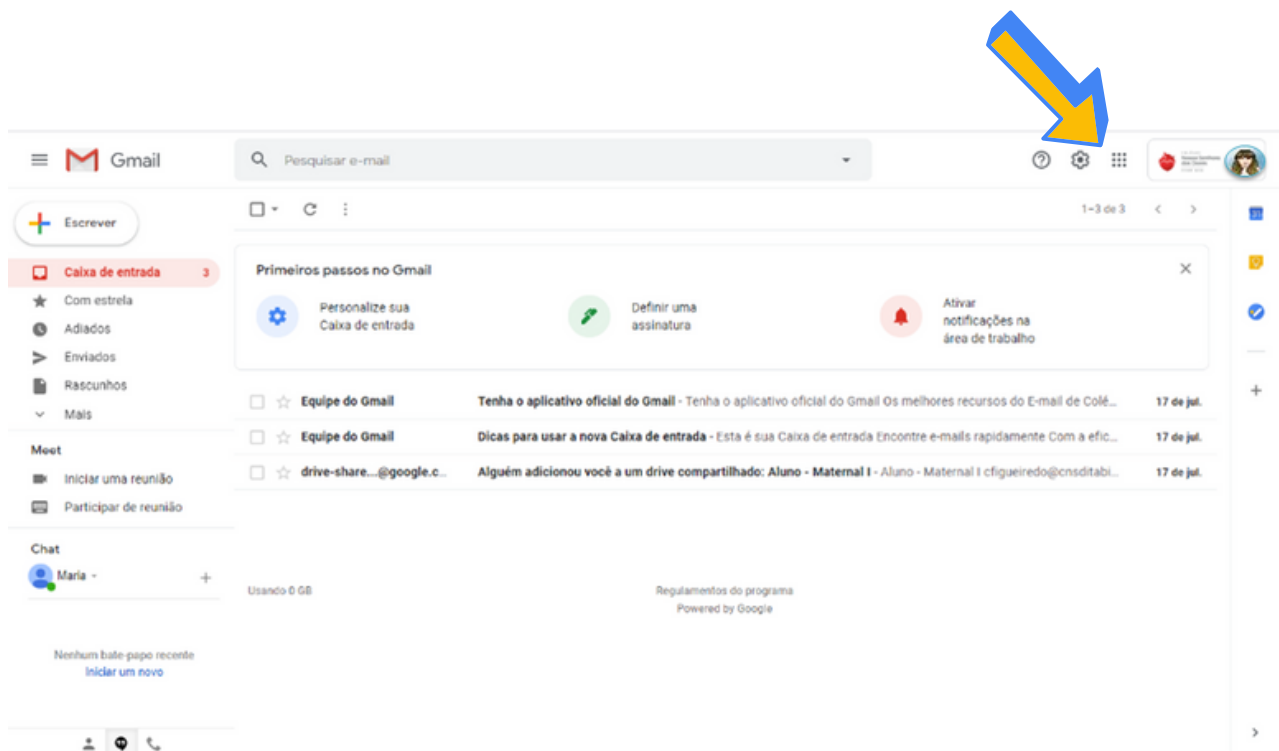 Gmail
Pesquisar e-mail
Escrever
1–3 de 3
Caixa de entrada 3
Com estrela
Adiados
Enviados
Rascunhos
Mais
Meet
Iniciar uma reunião
Participar de reunião
Chat
Maria
Nenhum bate-papo recente
Iniciar um novo
Primeiros passos no Gmail
Personalize sua
Caixa de entrada
Definir uma
assinatura
Ativar
notificações na
área de trabalho
Equipe do Gmail Tenha o aplicativo oficial do Gmail - Tenha o aplicativo oficial do Gmail Os melhores recursos do E-mail de Colé... 17 de jul.
Equipe do Gmail Dicas para usar a nova Caixa de entrada - Esta é sua Caixa de entrada Encontre e-mails rapidamente Com a efic... 17 de jul.
drive-share...@google.c... Alguém adicionou você a um drive compartilhado: Aluno - Maternal I - Aluno - Maternal I cfigueiredo@cnsditabi... 17 de jul.
Usando 0 GB
Regulamentos do programa
Powered by Google
31